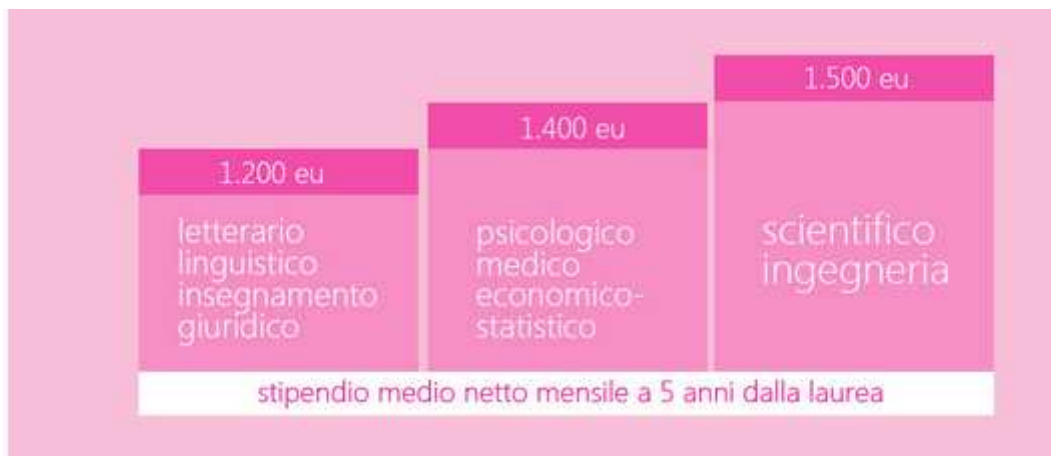 1.200 eu
letterario
linguistico
insegnamento
giuridico
1.400 eu
psicologico
medico
economico-
statistico
1.500 eu
scientifico
ingegneria
stipendio medio netto mensile a 5 anni dalla laurea